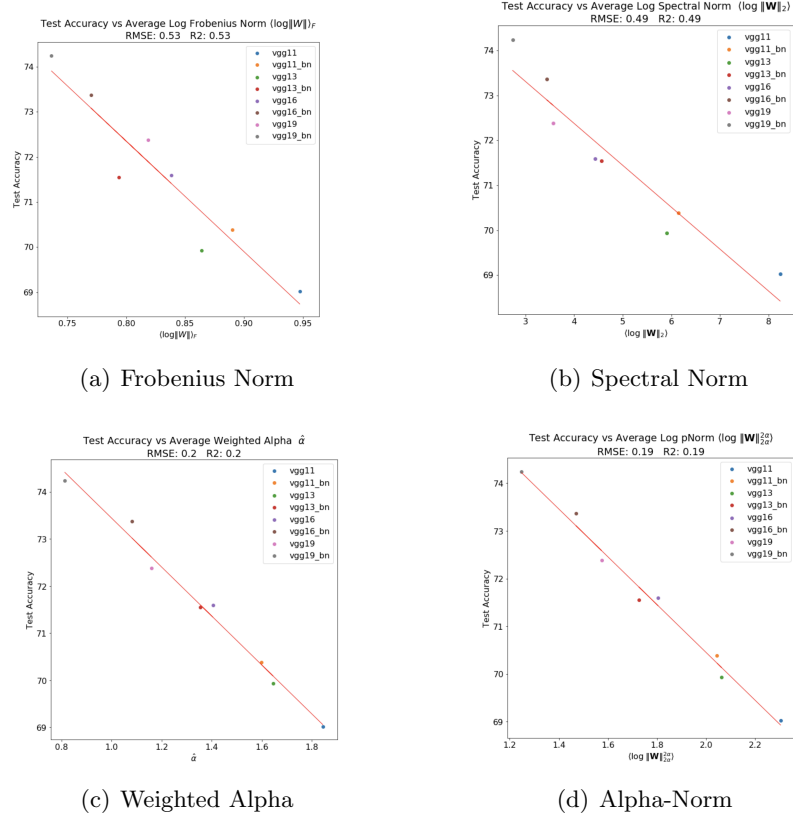 Test Accuracy vs Average Log Frobenius Norm ⟨log‖W‖⟩F
RMSE: 0.53 R2: 0.53
vgg11
vgg11_bn
vgg13
vgg13_bn
vgg16
vgg16_bn
vgg19
vgg19_bn
Test Accuracy
74
73
72
71
70
69
0.75 0.80 0.85 0.90 0.95
⟨log‖W‖⟩F
(a) Frobenius Norm
Test Accuracy vs Average Log Spectral Norm ⟨log ‖W‖2⟩
RMSE: 0.49 R2: 0.49
vgg11
vgg11_bn
vgg13
vgg13_bn
vgg16
vgg16_bn
vgg19
vgg19_bn
Test Accuracy
74
73
72
71
70
69
3 4 5 6 7 8
⟨log ‖W‖2⟩
(b) Spectral Norm
Test Accuracy vs Average Weighted Alpha α̂
RMSE: 0.2 R2: 0.2
vgg11
vgg11_bn
vgg13
vgg13_bn
vgg16
vgg16_bn
vgg19
vgg19_bn
Test Accuracy
74
73
72
71
70
69
0.8 1.0 1.2 1.4 1.6 1.8
α̂
(c) Weighted Alpha
Test Accuracy vs Average Log pNorm ⟨log ‖W‖2α2α⟩
RMSE: 0.19 R2: 0.19
vgg11
vgg11_bn
vgg13
vgg13_bn
vgg16
vgg16_bn
vgg19
vgg19_bn
Test Accuracy
74
73
72
71
70
69
1.2 1.4 1.6 1.8 2.0 2.2
⟨log ‖W‖2α2α⟩
(d) Alpha-Norm